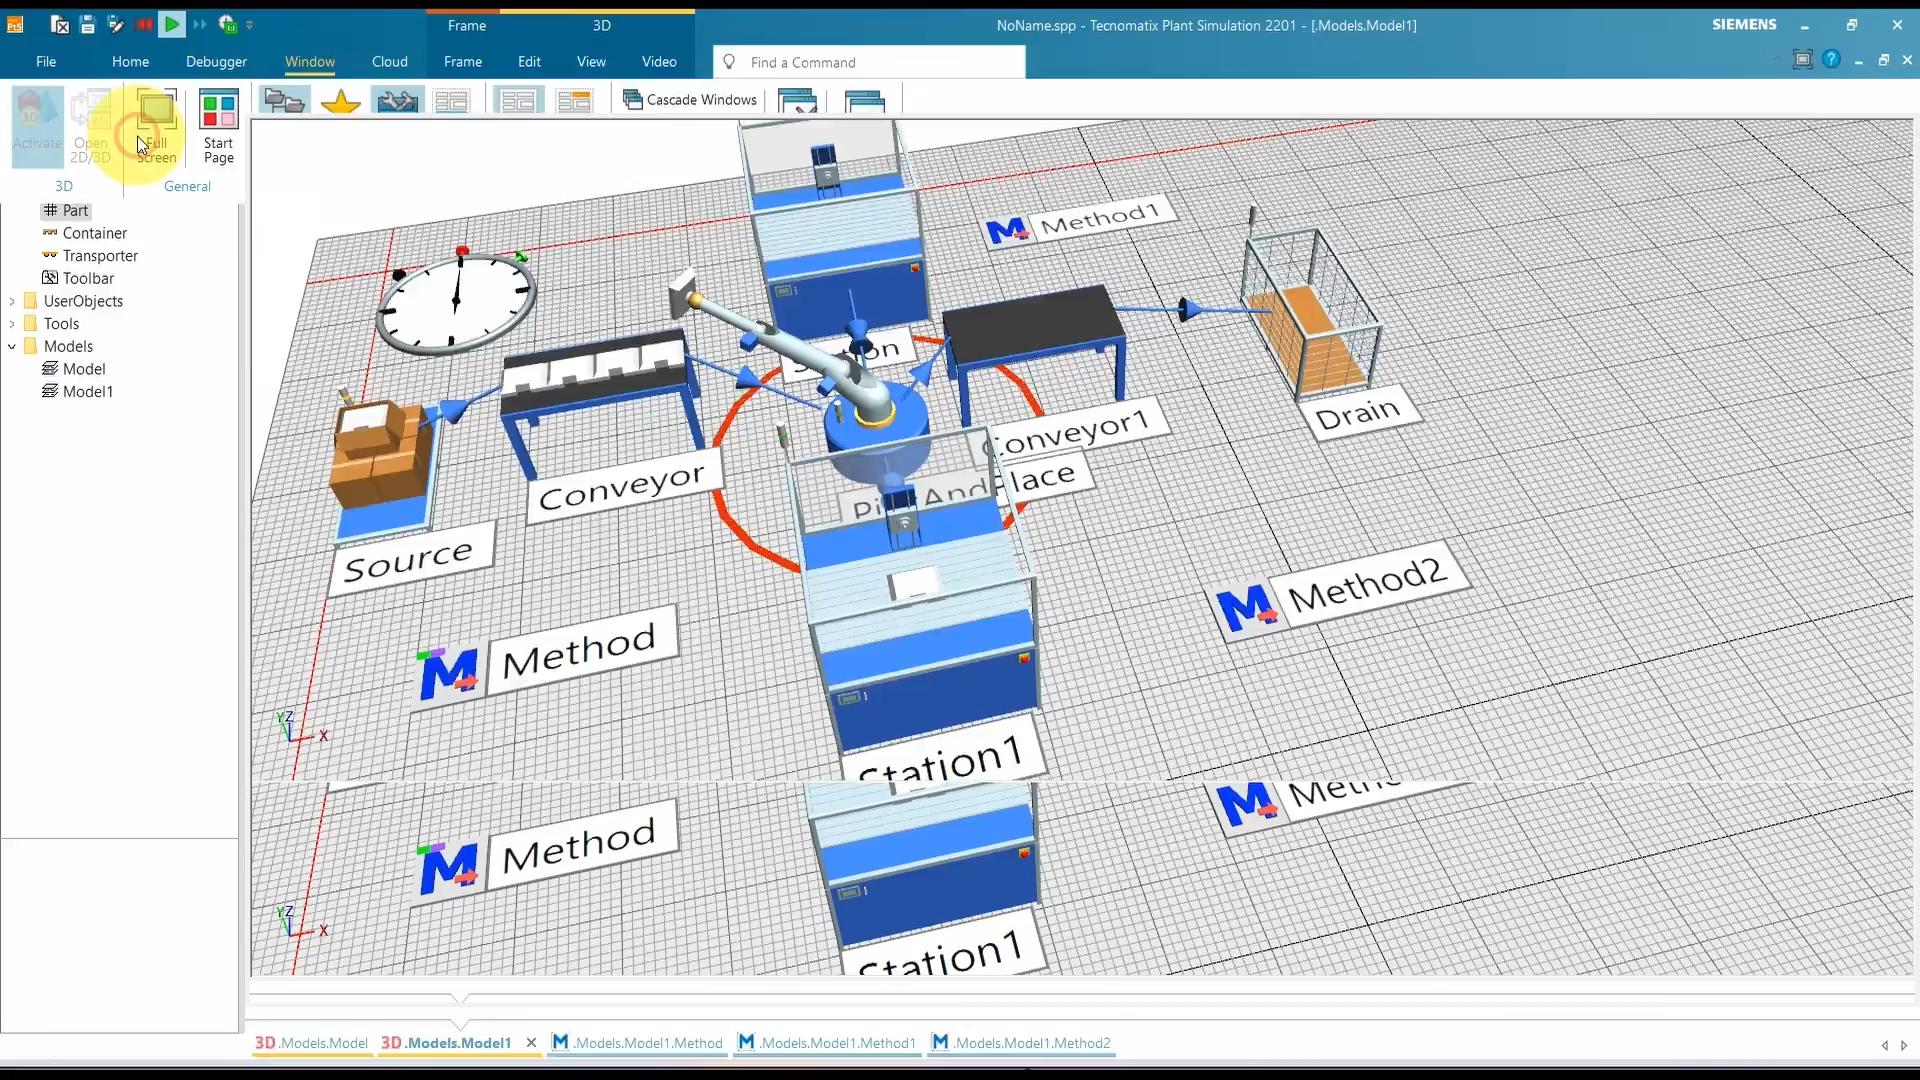 Frame
3D
NoName.spp - Tecnomatix Plant Simulation 2201 - [.Models.Model1]
SIEMENS
File
Home
Debugger
Window
Cloud
Frame
Edit
View
Video
Find a Command
Activate
Open
2D/3D
Full
Screen
Start
Page
Cascade Windows
3D
General
Part
Container
Transporter
Toolbar
UserObjects
Tools
Models
Model
Model1
Method1
Conveyor1
Drain
Conveyor
Source
Method2
Method
Station1
Z
X
Method
Station1
Z
X
3D .Models.Model
3D .Models.Model1
M .Models.Model1.Method
M .Models.Model1.Method1
M .Models.Model1.Method2